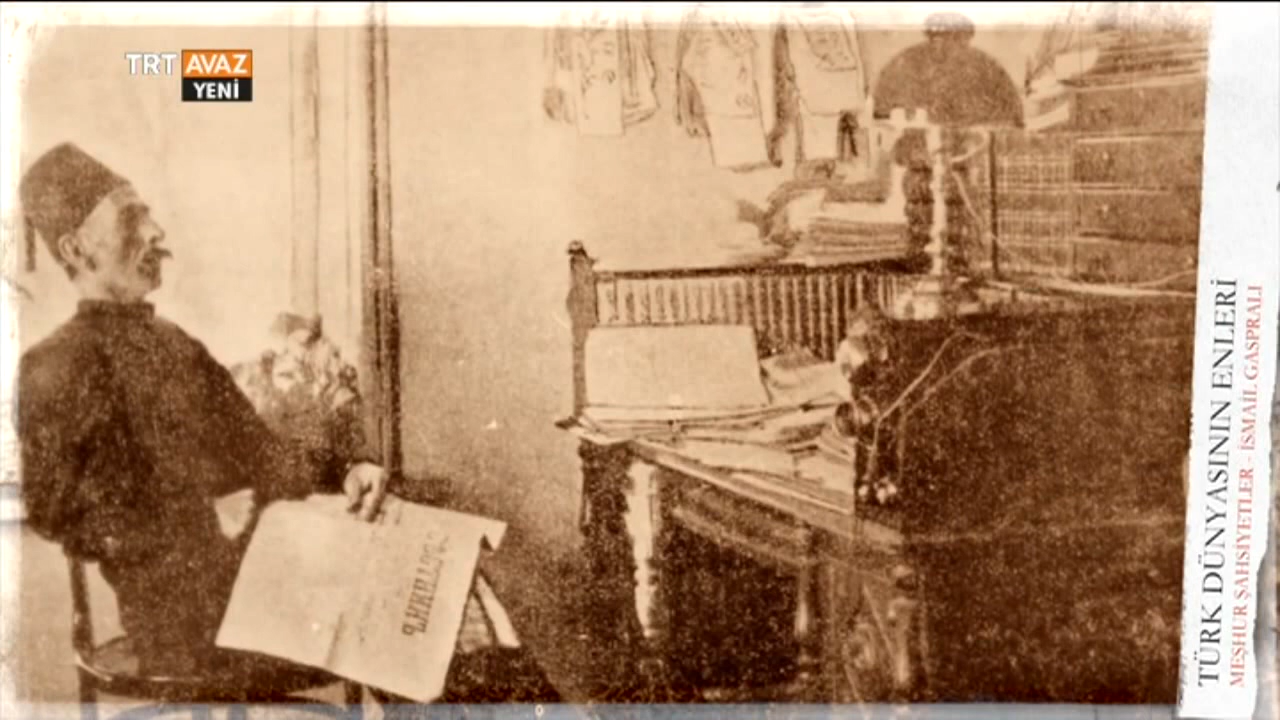 TRT AVAZ
YENİ
TÜRK DÜNYASININ ENLERİ
MEŞHUR ŞAHSİYETLER - İSMAİL GASPRALI